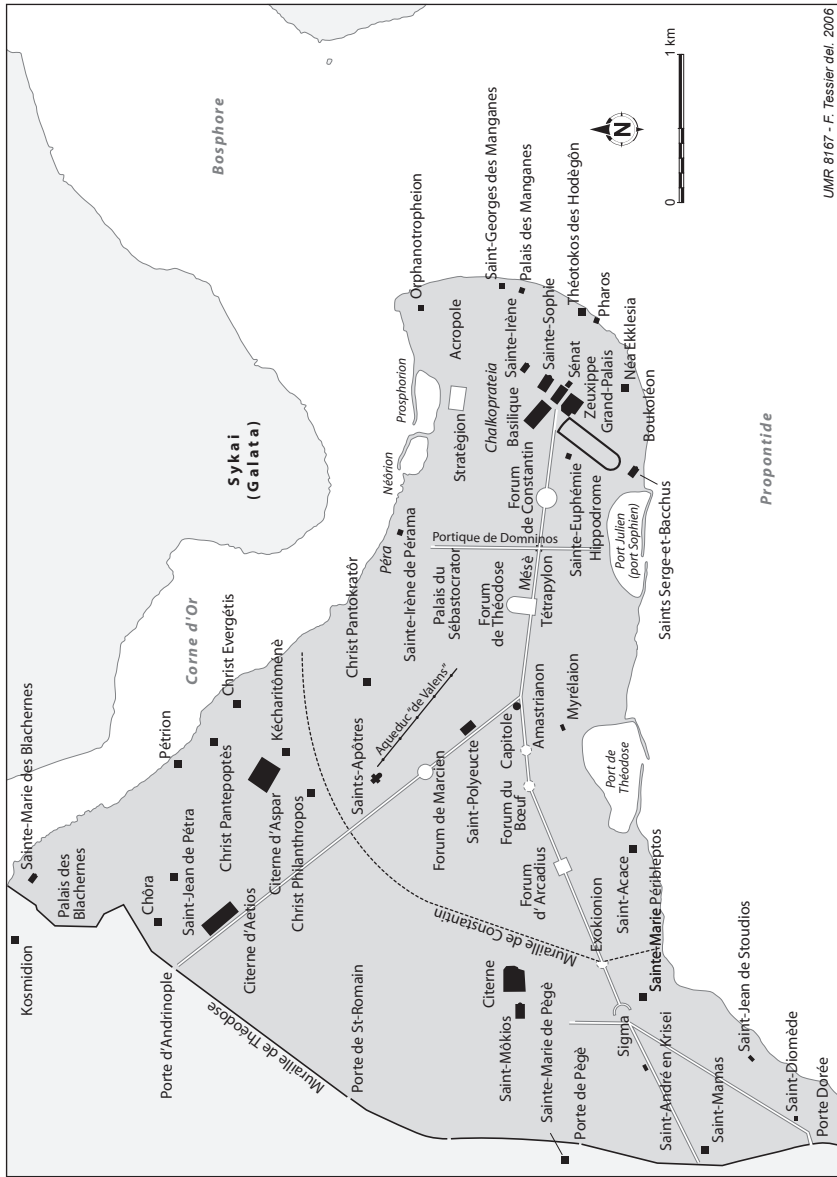 Bosphore
Corne d'Or
Sykai
(Galata)
Propontide
Kosmidion
Sainte-Marie des Blachernes
Palais des
Blachernes
Chôra
Saint-Jean de Pétra
Pétrion
Christ Pantepoptès
Christ Evergétis
Citerne d'Aspar
Kécharitôménè
Christ Philanthropos
Citerne d'Aetios
Porte d'Andrinople
Muraille de Théodose
Porte de St-Romain
Christ Pantokratôr
Saints-Apôtres
Aqueduc "de Valens"
Forum de Marcien
Saint-Polyeucte
Capitole
Amastrianon
Forum du
Bœuf
Myrélaion
Forum
d'Arcadius
Muraille de Constantin
Exokionion
Saint-Acace
Sainte-Marie Péribleptos
Port de
Théodose
Citerne
Saint-Môkios
Sainte-Marie de Pègè
Porte de Pègè
Sigma
Saint-André en Krisei
Saint-Mamas
Saint-Jean de Stoudios
Saint-Diomède
Porte Dorée
Péra
Sainte-Irène de Pérama
Néôrion
Prosphorion
Palais du
Sébastocrator
Portique de Domninos
Forum
de Théodose
Mésè
Tétrapylon
Forum
de Constantin
Stratègion
Acropole
Orphanotropheion
Saint-Georges des Manganes
Palais des Manganes
Chalkoprateia
Basilique
Sainte-Irène
Sainte-Sophie
Sénat
Zeuxippe
Grand-Palais
Théotokos des Hodègôn
Pharos
Néa Ekklesia
Boukoléon
Sainte-Euphémie
Hippodrome
Port Julien
(port Sophien)
Saints Serge-et-Bacchus
N
0
1 km
UMR 8167 - F. Tessier del. 2006